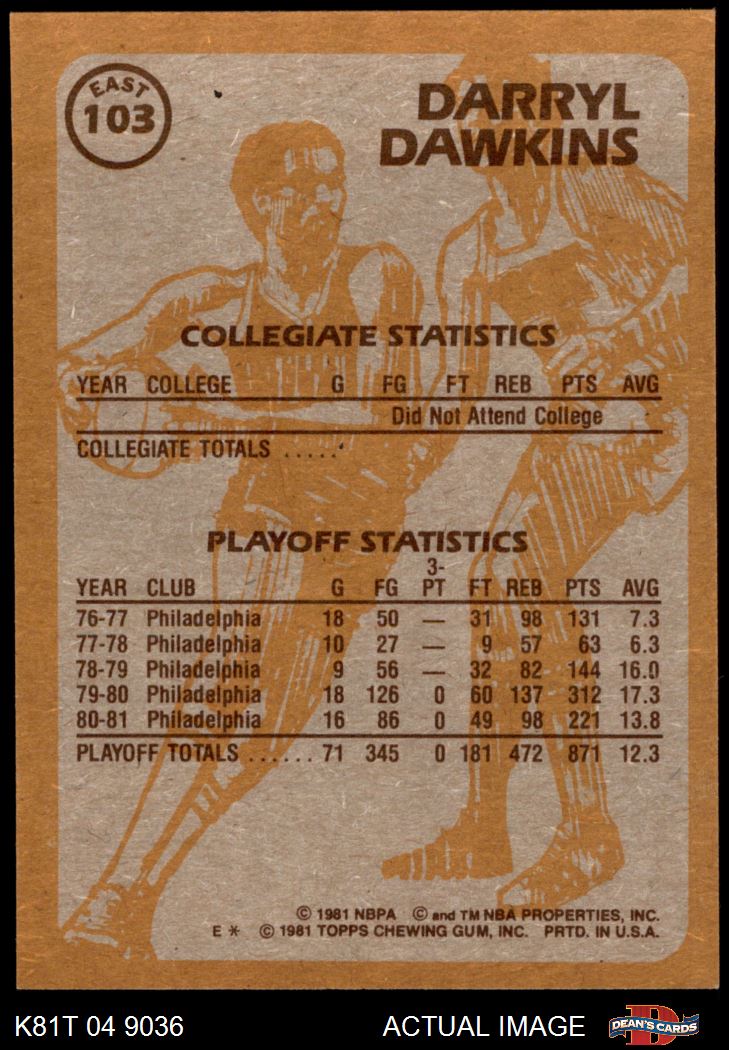 EAST
103
DARRYL
DAWKINS
COLLEGIATE STATISTICS
YEAR COLLEGE G FG FT REB PTS AVG
Did Not Attend College
COLLEGIATE TOTALS .....
PLAYOFF STATISTICS
3-
YEAR CLUB G FG PT FT REB PTS AVG
76-77 Philadelphia 18 50 — 31 98 131 7.3
77-78 Philadelphia 10 27 — 9 57 63 6.3
78-79 Philadelphia 9 56 — 32 82 144 16.0
79-80 Philadelphia 18 126 0 60 137 312 17.3
80-81 Philadelphia 16 86 0 49 98 221 13.8
PLAYOFF TOTALS ...... 71 345 0 181 472 871 12.3
© 1981 NBPA © and TM NBA PROPERTIES, INC.
E * © 1981 TOPPS CHEWING GUM, INC. PRTD. IN U.S.A.
K81T 04 9036 ACTUAL IMAGE D DEAN'S CARDS